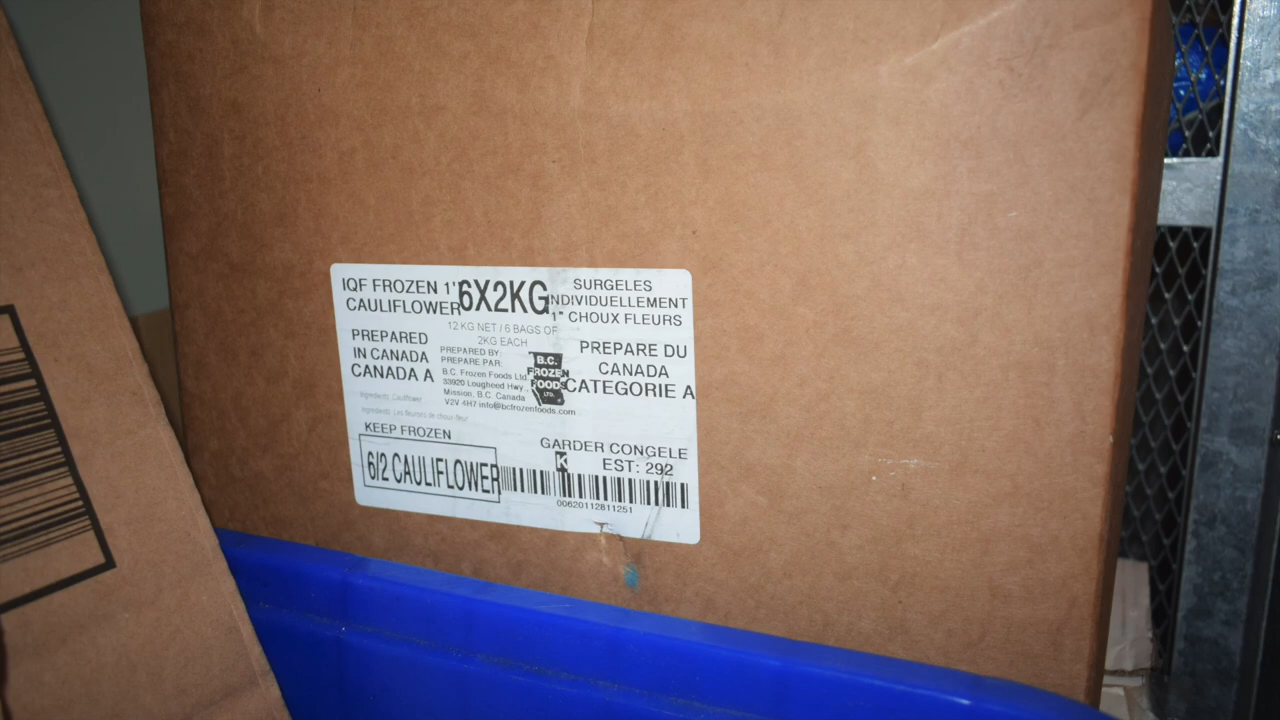 IQF FROZEN 1"
CAULIFLOWER
6X2KG
SURGELES
INDIVIDUELLEMENT
1" CHOUX FLEURS
12 KG NET / 6 BAGS OF
2KG EACH
PREPARED
IN CANADA
CANADA A
PREPARED BY:
PREPARE PAR:
B.C. Frozen Foods Ltd.
33920 Lougheed Hwy.,
Mission, B.C. Canada
V2V 4H7 info@bcfrozenfoods.com
B.C.
FROZEN
FOODS
LTD.
PREPARE DU
CANADA
CATEGORIE A
Ingredients: Cauliflower
Ingredients: Les fleurons de chou-fleur
KEEP FROZEN
GARDER CONGELE
K
EST: 292
6/2 CAULIFLOWER
00620112811251